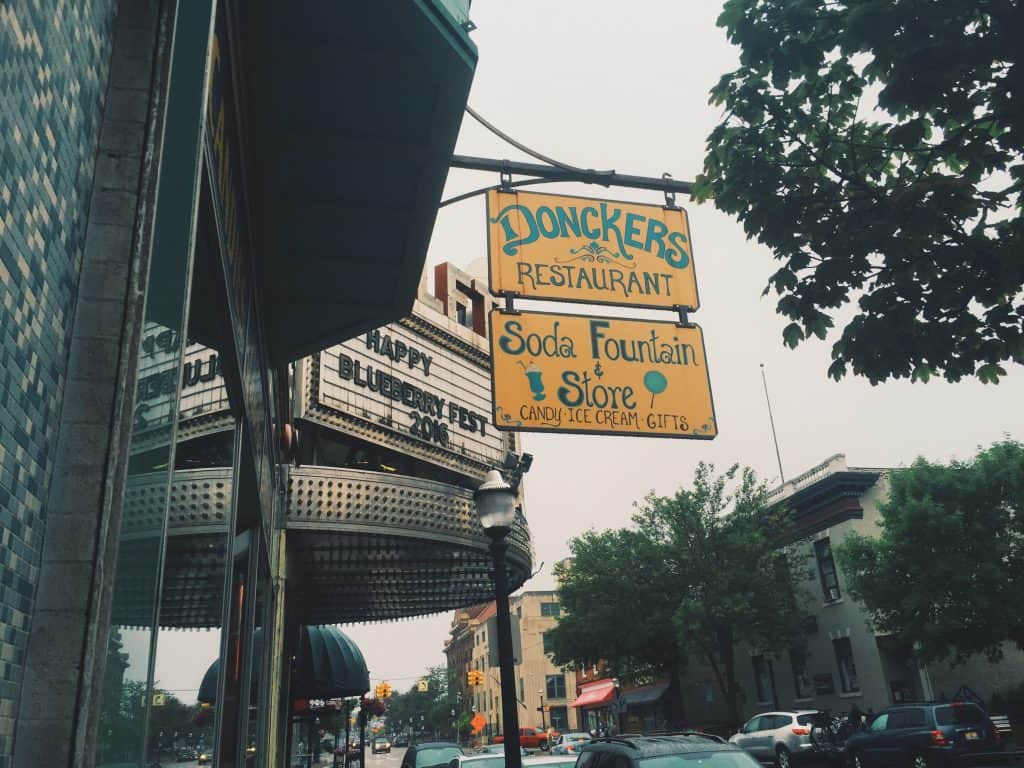 DONCKERS
RESTAURANT
Soda Fountain
&
Store
CANDY · ICE CREAM · GIFTS
HAPPY
BLUEBERRY FEST
2016